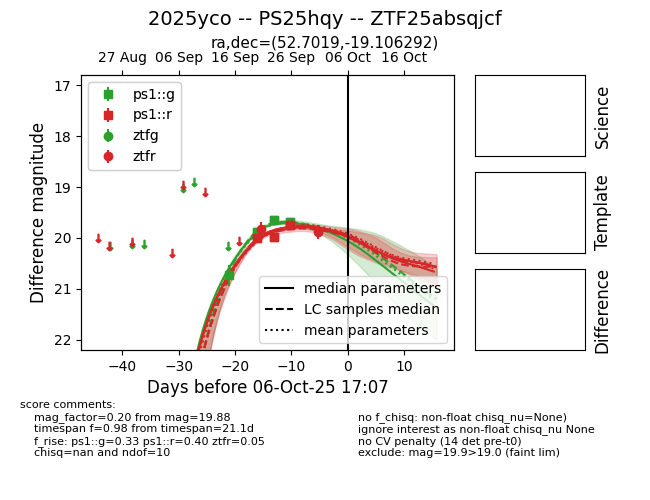 2025yco -- PS25hqy -- ZTF25absqjcf
ra,dec=(52.7019,-19.106292)
27 Aug 06 Sep 16 Sep 26 Sep 06 Oct 16 Oct
17
18
19
20
21
22
Difference magnitude
ps1::g
ps1::r
ztfg
ztfr
median parameters
LC samples median
mean parameters
−40 −30 −20 −10 0 10
Days before 06-Oct-25 17:07
Science
Template
Difference
score comments:
mag_factor=0.20 from mag=19.88
timespan f=0.98 from timespan=21.1d
f_rise: ps1::g=0.33 ps1::r=0.40 ztfr=0.05
chisq=nan and ndof=10
no f_chisq: non-float chisq_nu=None)
ignore interest as non-float chisq_nu None
no CV penalty (14 det pre-t0)
exclude: mag=19.9>19.0 (faint lim)